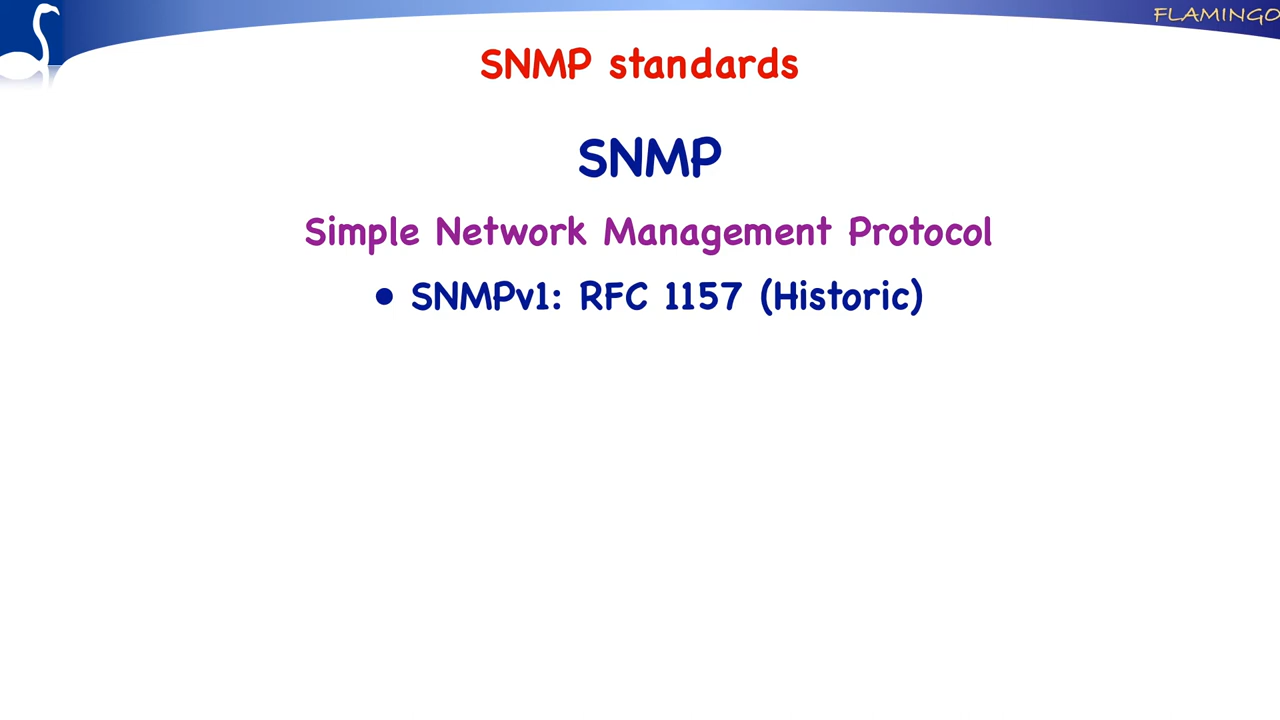 FLAMINGO
SNMP standards
SNMP
Simple Network Management Protocol
• SNMPv1: RFC 1157 (Historic)